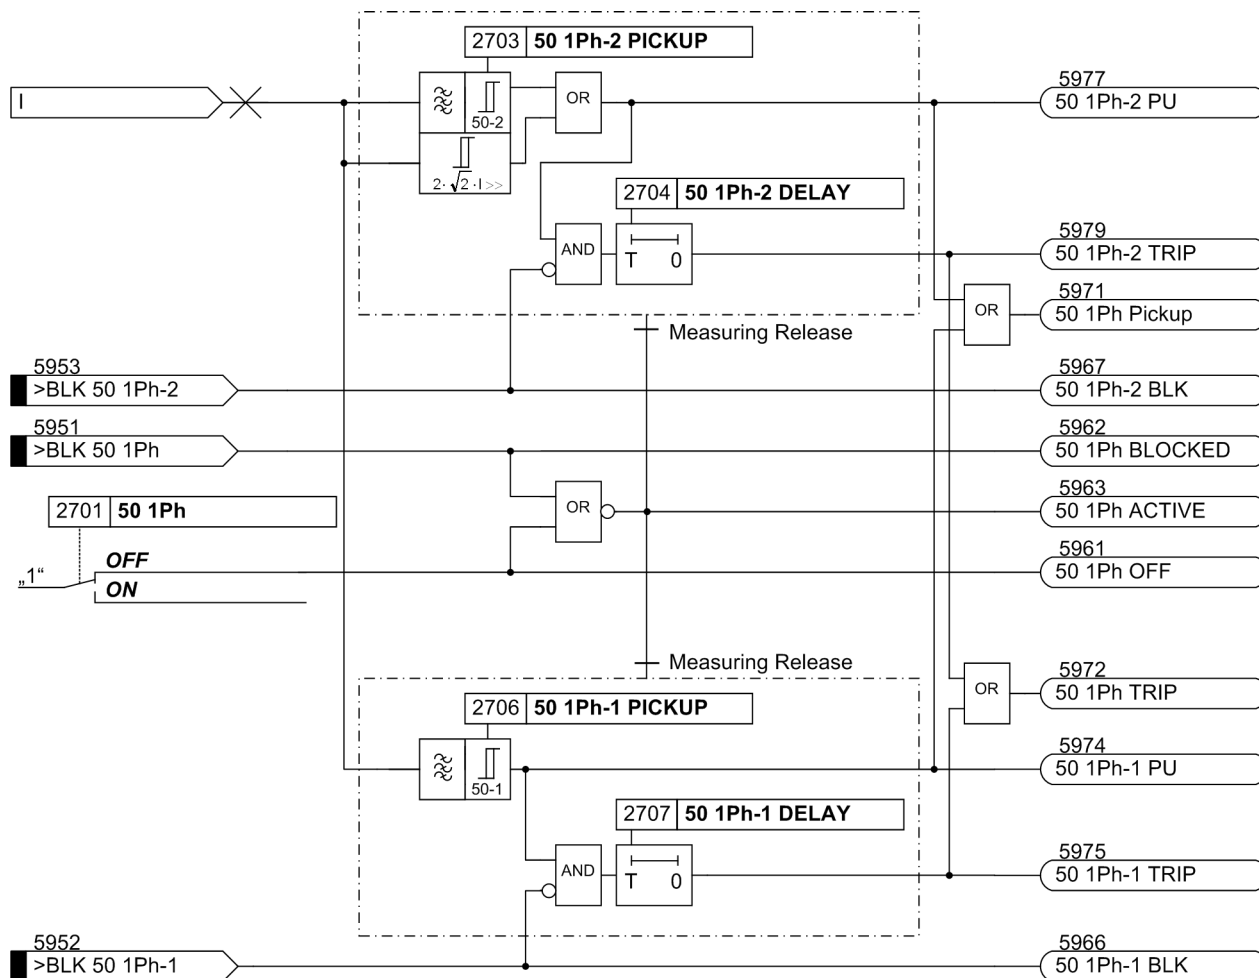 2703 50 1Ph-2 PICKUP
5977
I
OR
50 1Ph-2 PU
50-2
2·√2·I>>
2704 50 1Ph-2 DELAY
5979
AND
T 0
50 1Ph-2 TRIP
5971
OR
50 1Ph Pickup
Measuring Release
5953
5967
>BLK 50 1Ph-2
50 1Ph-2 BLK
5951
5962
>BLK 50 1Ph
50 1Ph BLOCKED
5963
2701 50 1Ph
OR
50 1Ph ACTIVE
5961
OFF
„1“
50 1Ph OFF
ON
Measuring Release
5972
OR
50 1Ph TRIP
2706 50 1Ph-1 PICKUP
5974
50 1Ph-1 PU
50-1
2707 50 1Ph-1 DELAY
5975
AND
T 0
50 1Ph-1 TRIP
5952
5966
>BLK 50 1Ph-1
50 1Ph-1 BLK